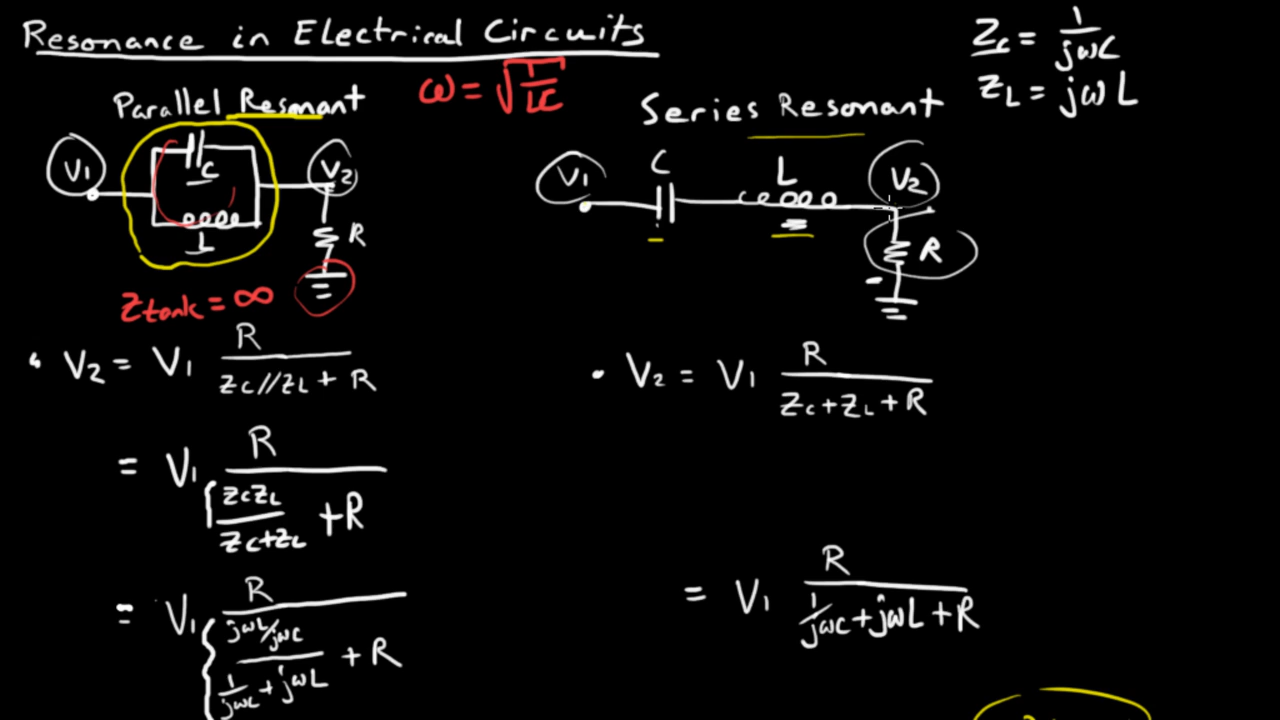 Resonance in Electrical Circuits
Zc = 1/jωC
ZL = jωL
ω = √(1/LC)
Parallel Resonant
V1
C
L
V2
R
Ztank = ∞
Series Resonant
V1
C
L
V2
R
• V2 = V1 R/(Zc//ZL + R)
= V1 R/(ZcZL/(Zc+ZL) + R)
= V1 R/((jωL/jωC)/(1/jωC + jωL) + R)
• V2 = V1 R/(Zc+ZL+R)
= V1 R/(1/jωC + jωL + R)